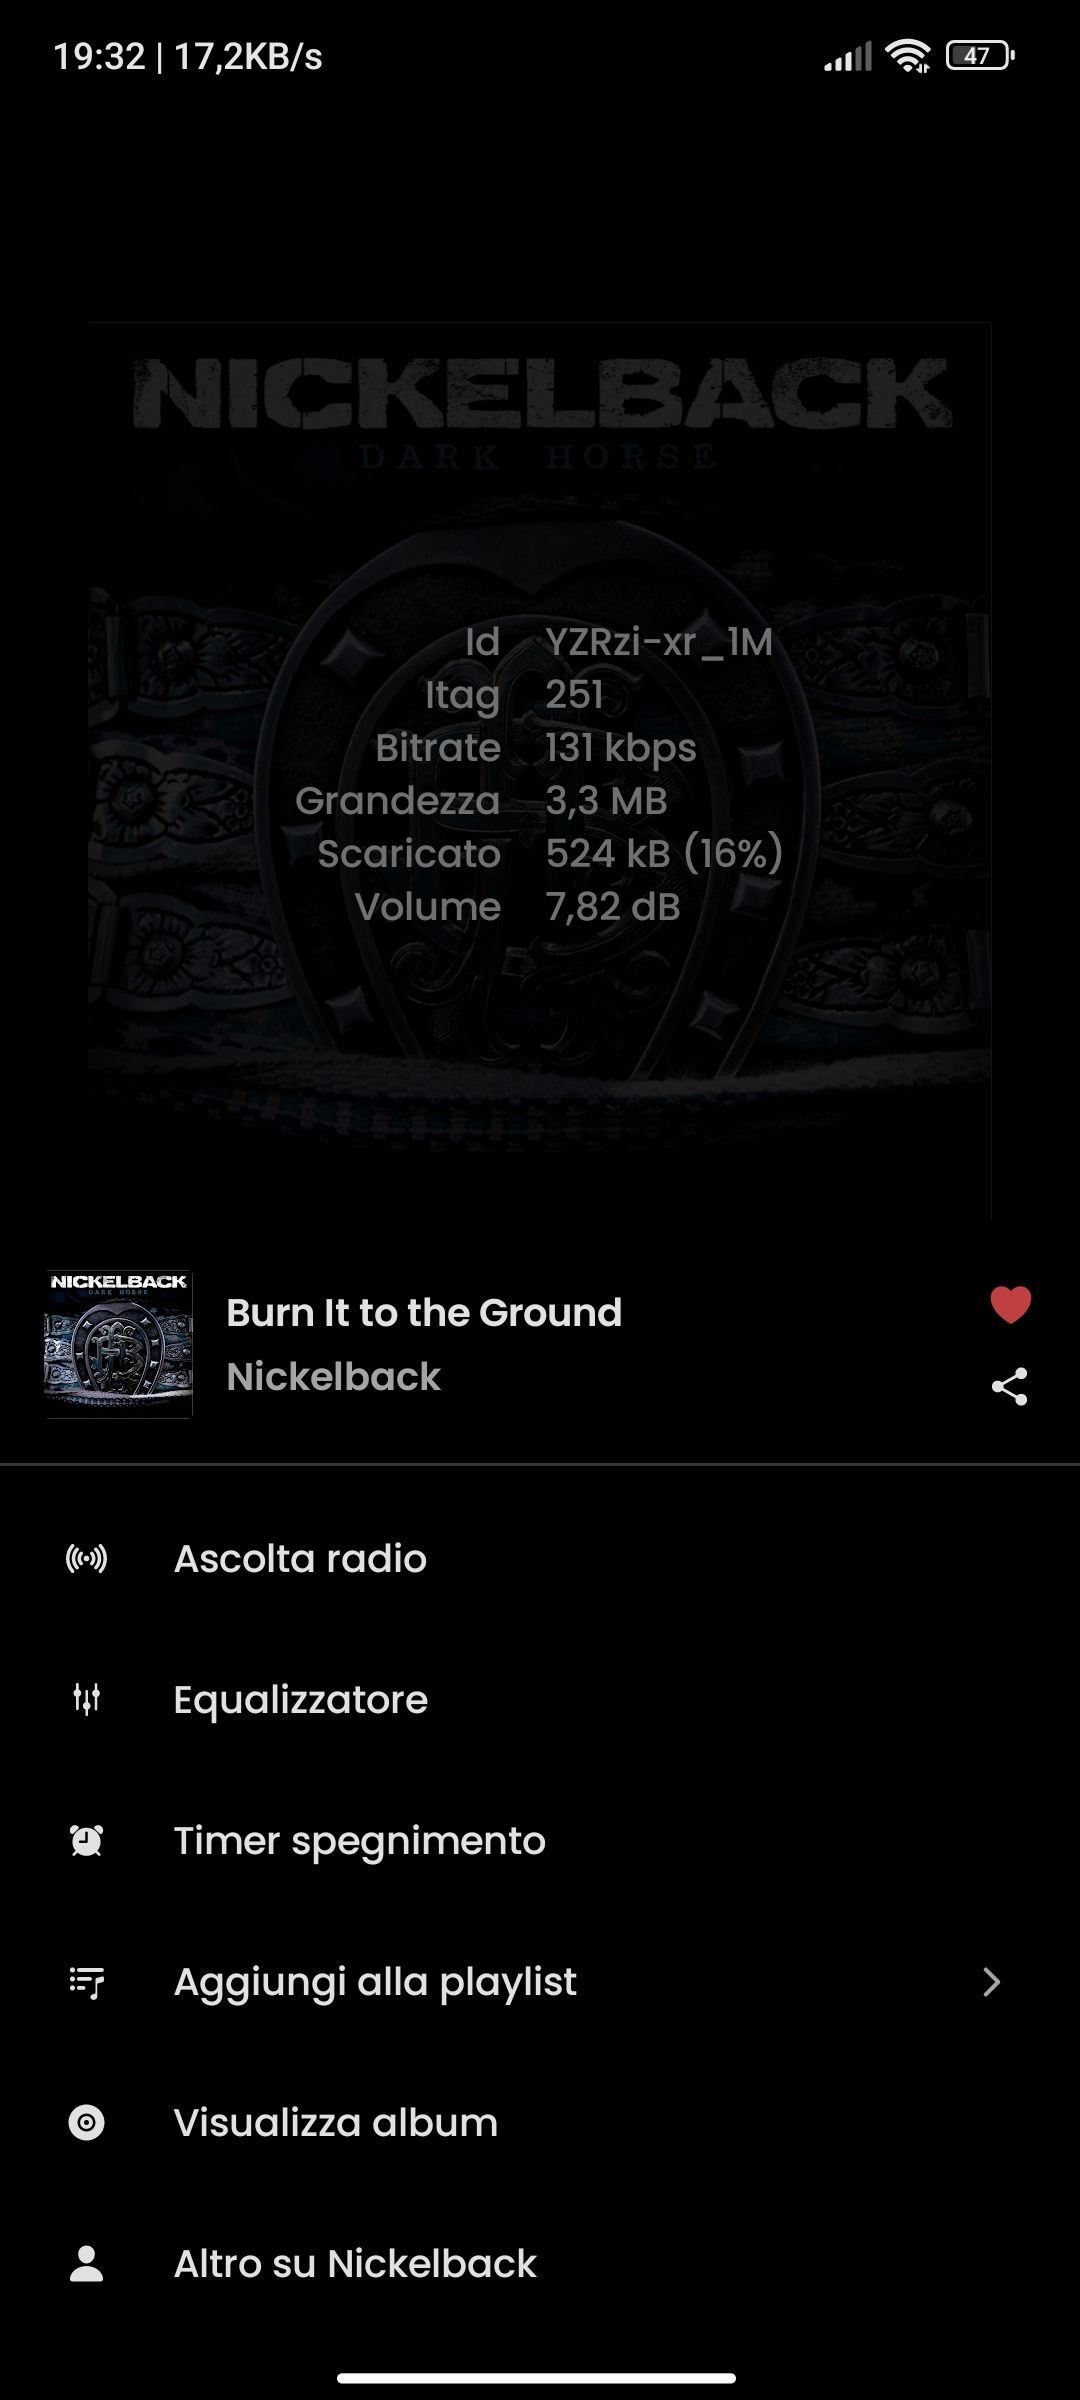 19:32 | 17,2KB/s
47
NICKELBACK
DARK HORSE
Id YZRzi-xr_1M
Itag 251
Bitrate 131 kbps
Grandezza 3,3 MB
Scaricato 524 kB (16%)
Volume 7,82 dB
NICKELBACK
DARK HORSE
Burn It to the Ground
Nickelback
Ascolta radio
Equalizzatore
Timer spegnimento
Aggiungi alla playlist
Visualizza album
Altro su Nickelback